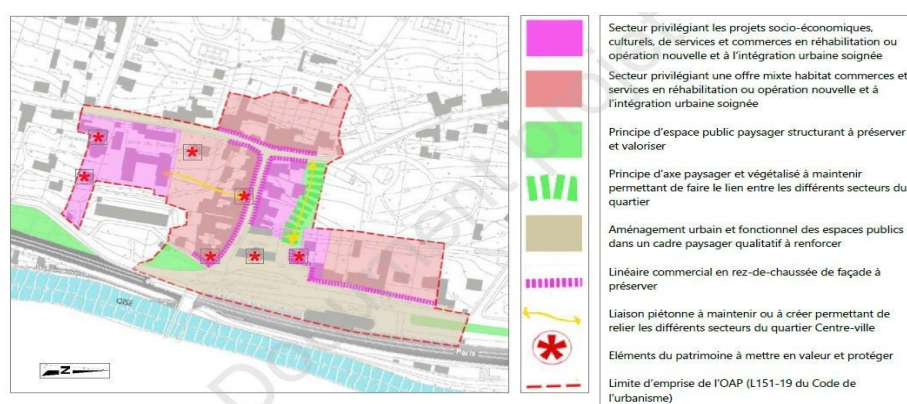 Secteur privilégiant les projets socio-économiques,
culturels, de services et commerces en réhabilitation ou
opération nouvelle et à l'intégration urbaine soignée
Secteur privilégiant une offre mixte habitat commerces et
services en réhabilitation ou opération nouvelle et à
l'intégration urbaine soignée
Principe d'espace public paysager structurant à préserver
et valoriser
Principe d'axe paysager et végétalisé à maintenir
permettant de faire le lien entre les différents secteurs du
quartier
Aménagement urbain et fonctionnel des espaces publics
dans un cadre paysager qualitatif à renforcer
Linéaire commercial en rez-de-chaussée de façade à
préserver
Liaison piétonne à maintenir ou à créer permettant de
relier les différents secteurs du quartier Centre-ville
Eléments du patrimoine à mettre en valeur et protéger
Limite d'emprise de l'OAP (L151-19 du Code de
l'urbanisme)
OISE
N